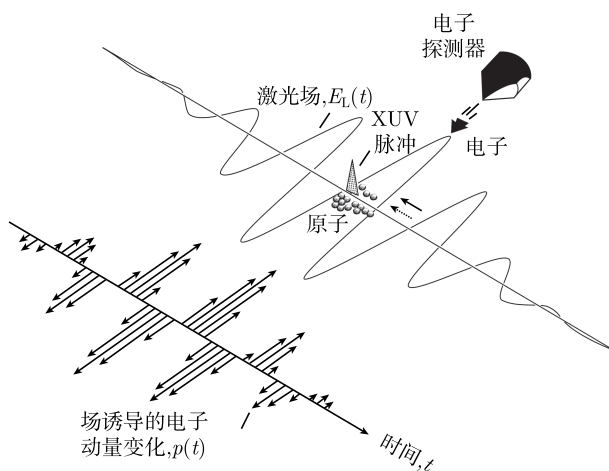 电子
探测器
激光场,E_L(t)
XUV
脉冲
电子
原子
场诱导的电子
动量变化,p(t)
时间,t